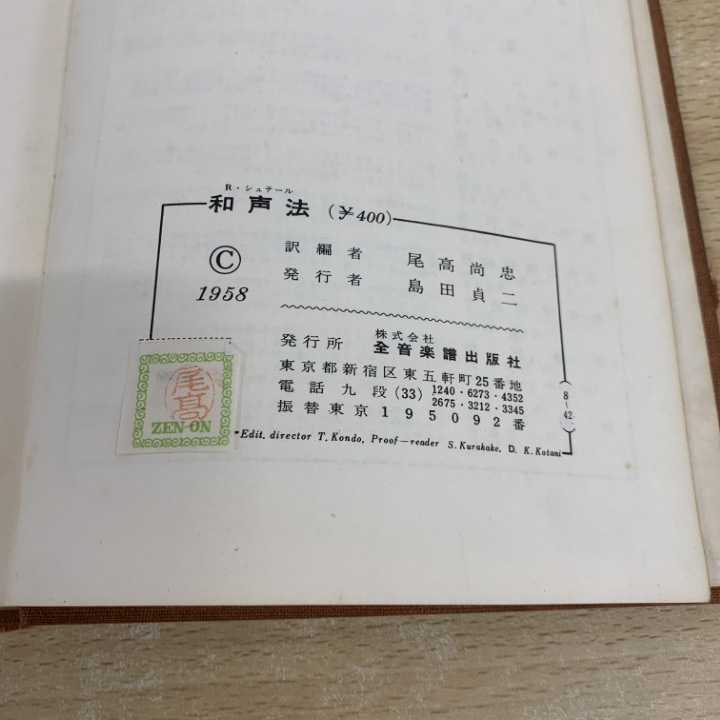 R・シュテール
和声法 (¥400)
© 1958
訳編者 尾高尚忠
発行者 島田貞二
発行所 株式会社 全音楽譜出版社
東京都新宿区東五軒町25番地
電話九段(33) 1240・6273・4352
2675・3212・3345
振替東京195092番
(8-42)
Edit. director T. Kondo, Proof-reader S. Kurakake, D. K. Kotani
尾高
ZEN-ON